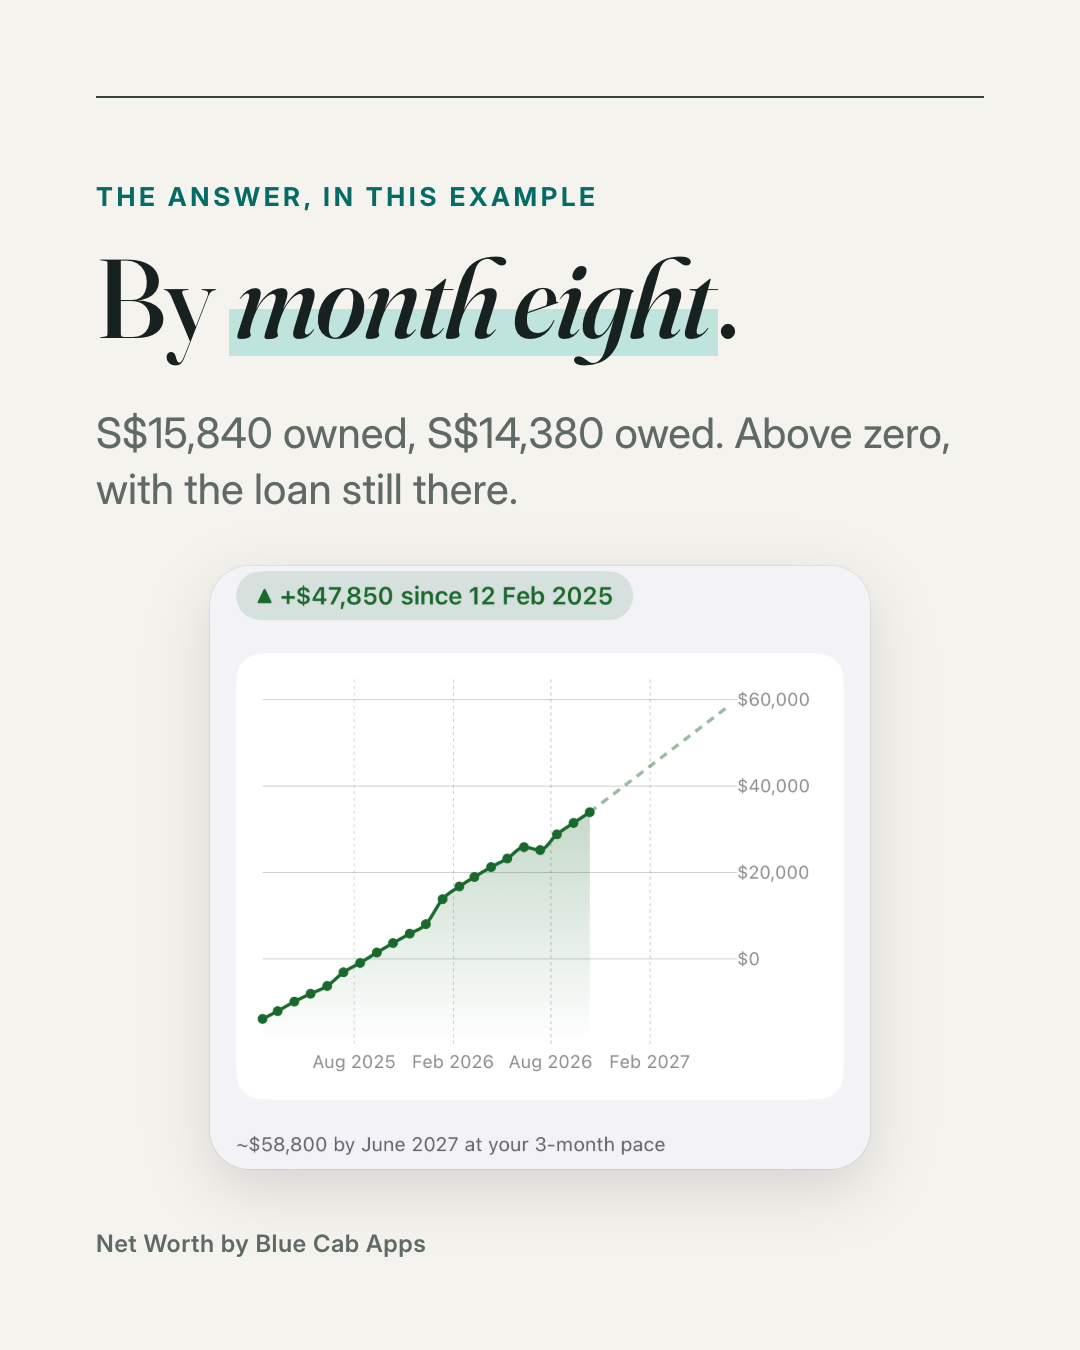 THE ANSWER, IN THIS EXAMPLE
By month eight.
S$15,840 owned, S$14,380 owed. Above zero,
with the loan still there.
▲ +$47,850 since 12 Feb 2025
$60,000
$40,000
$20,000
$0
Aug 2025 Feb 2026 Aug 2026 Feb 2027
~$58,800 by June 2027 at your 3-month pace
Net Worth by Blue Cab Apps